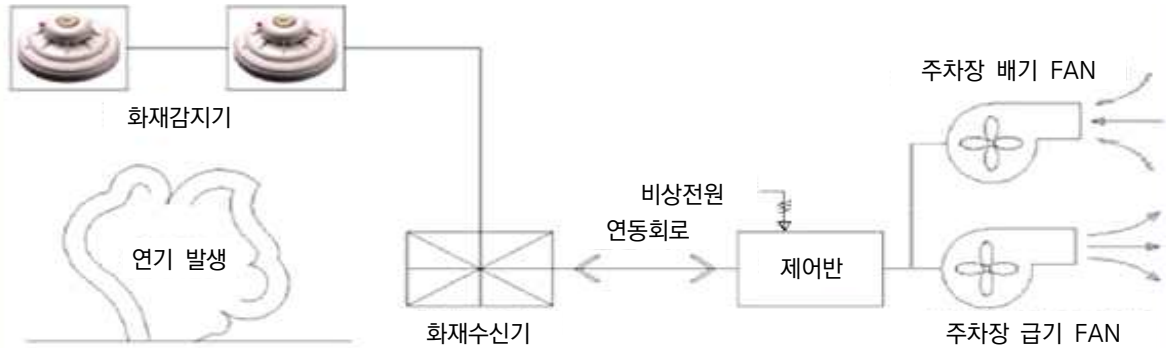 주차장 배기 FAN
화재감지기
비상전원
연동회로
연기 발생
제어반
화재수신기
주차장 급기 FAN